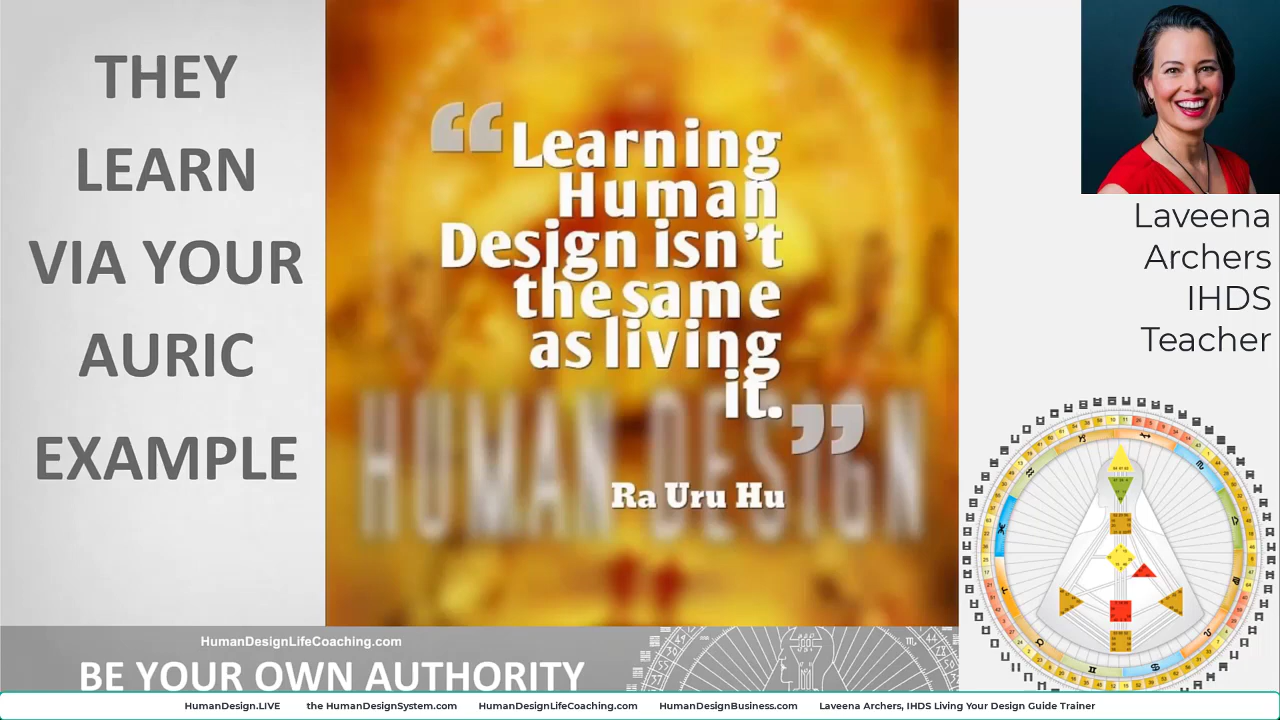 THEY
LEARN
VIA YOUR
AURIC
EXAMPLE
“Learning
Human
Design isn’t
the same
as living
it.”
Ra Uru Hu
HUMAN DESIGN
Laveena
Archers
IHDS
Teacher
HumanDesignLifeCoaching.com
BE YOUR OWN AUTHORITY
HumanDesign.LIVE the HumanDesignSystem.com HumanDesignLifeCoaching.com HumanDesignBusiness.com Laveena Archers, IHDS Living Your Design Guide Trainer